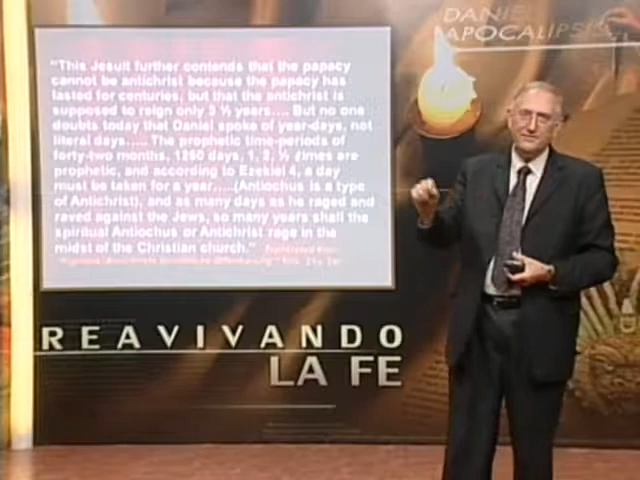 "This Jesuit further contends that the papacy
cannot be antichrist because the papacy has
lasted for centuries, but that the antichrist is
supposed to reign only 3 ½ years.... But no one
doubts today that Daniel spoke of year-days, not
literal days..... The prophetic time-periods of
forty-two months, 1260 days, 1, 2, ½ times are
prophetic, and according to Ezekiel 4, a day
must be taken for a year.....(Antiochus is a type
of Antichrist), and as many days as he raged and
raved against the Jews, so many years shall the
spiritual Antiochus or Antichrist rage in the
midst of the Christian church."
DANIEL
APOCALIPSIS
REAVIVANDO
LA FE